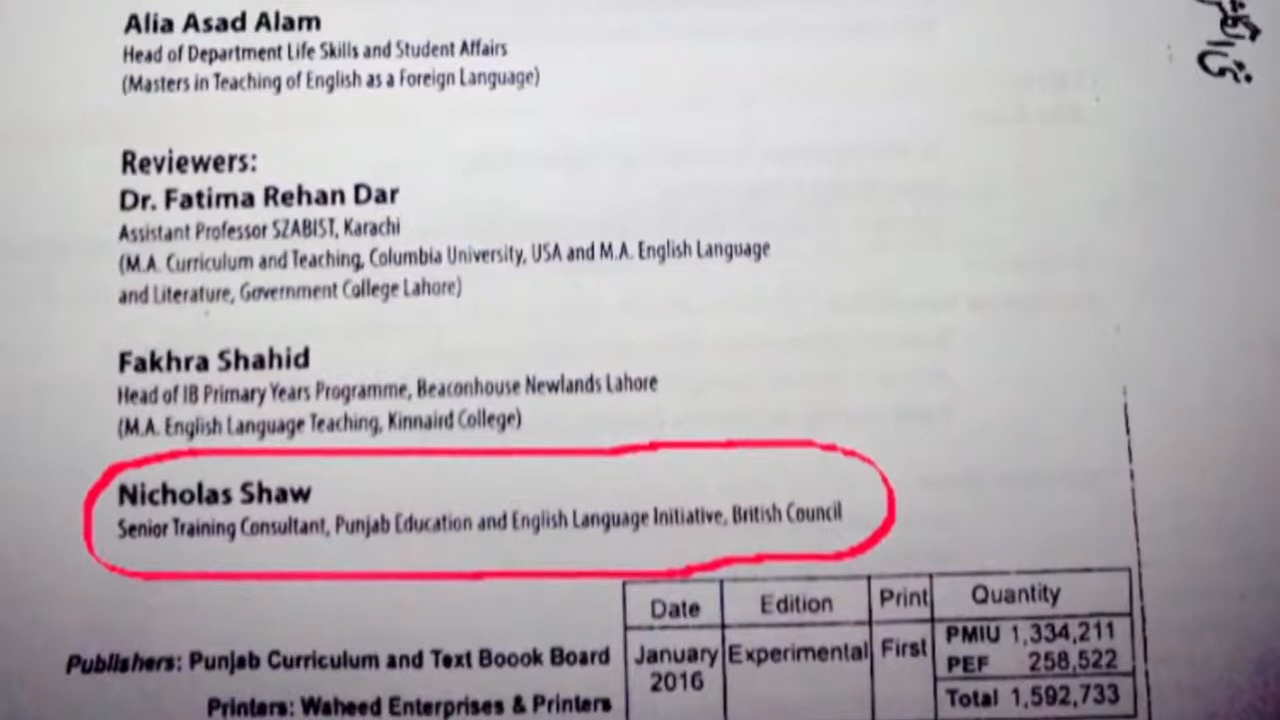 Alia Asad Alam
Head of Department Life Skills and Student Affairs
(Masters in Teaching of English as a Foreign Language)
Reviewers:
Dr. Fatima Rehan Dar
Assistant Professor SZABIST, Karachi
(M.A. Curriculum and Teaching, Columbia University, USA and M.A. English Language
and Literature, Government College Lahore)
Fakhra Shahid
Head of IB Primary Years Programme, Beaconhouse Newlands Lahore
(M.A. English Language Teaching, Kinnaird College)
Nicholas Shaw
Senior Training Consultant, Punjab Education and English Language Initiative, British Council
Publishers: Punjab Curriculum and Text Boook Board
Printers: Waheed Enterprises & Printers
Date Edition Print Quantity
January 2016 Experimental First PMIU 1,334,211
PEF 258,522
Total 1,592,733